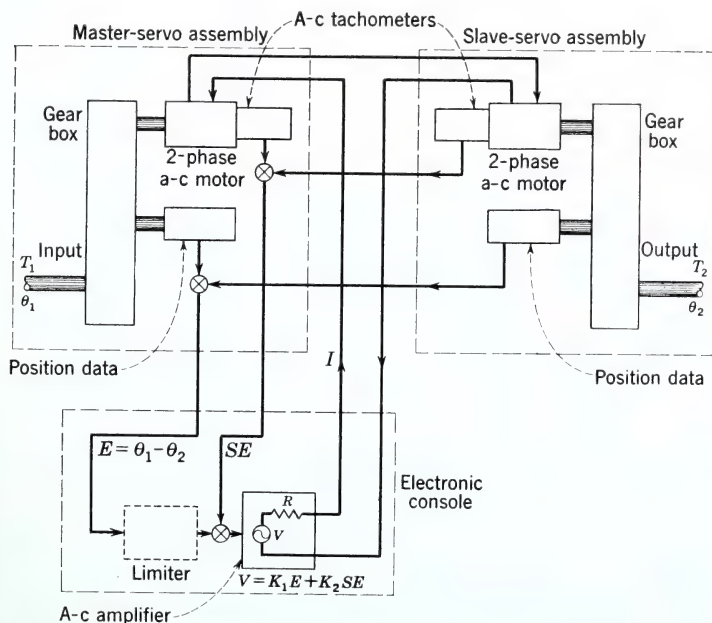 A-c tachometers
Master-servo assembly
Slave-servo assembly
Gear
box
2-phase
a-c motor
2-phase
a-c motor
Gear
box
Input
T₁
θ₁
Output
T₂
θ₂
Position data
I
Position data
E=θ₁-θ₂
SE
Electronic
console
R
V
Limiter
V=K₁E+K₂SE
A-c amplifier